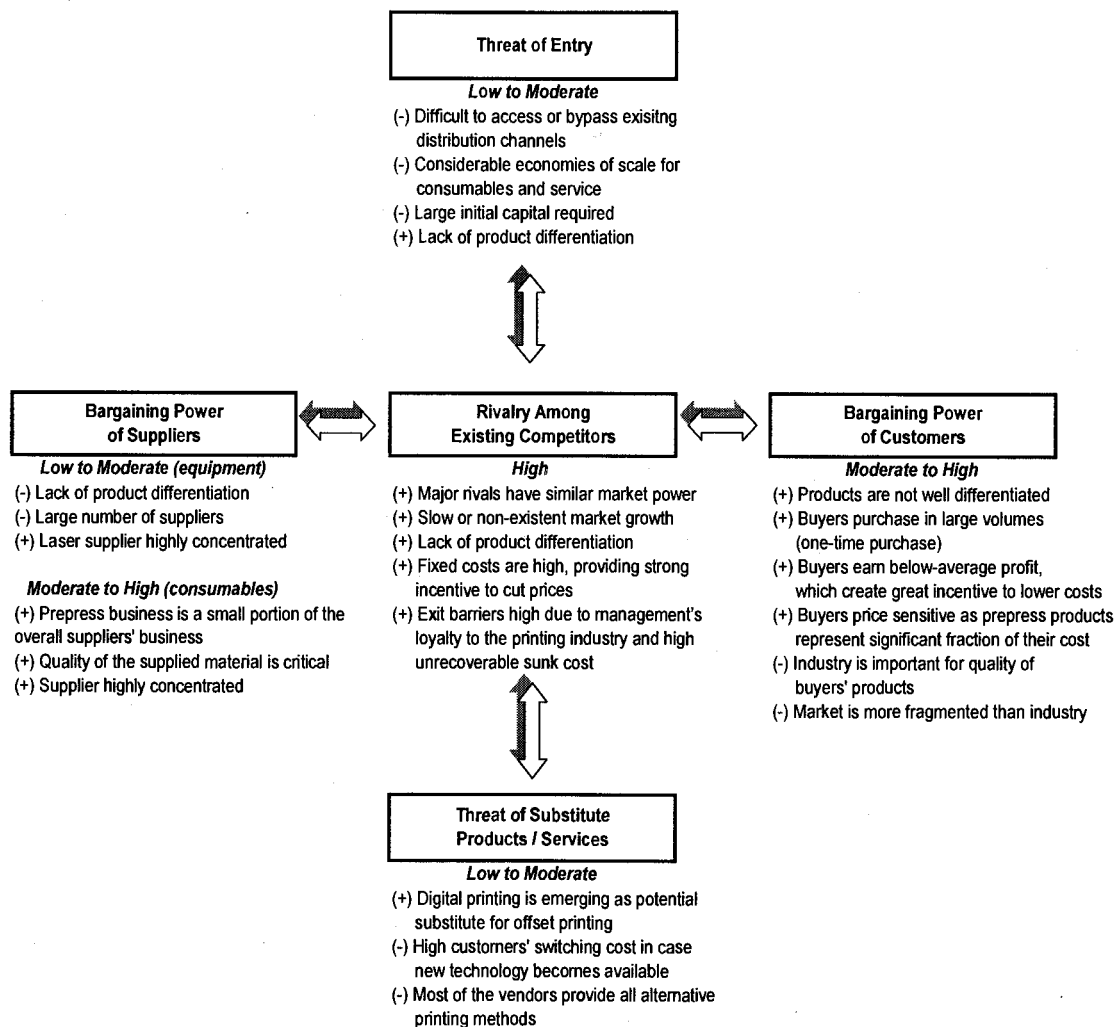 Threat of Entry
Low to Moderate
(-) Difficult to access or bypass exisitng
distribution channels
(-) Considerable economies of scale for
consumables and service
(-) Large initial capital required
(+) Lack of product differentiation
Bargaining Power
of Suppliers
Low to Moderate (equipment)
(-) Lack of product differentiation
(-) Large number of suppliers
(+) Laser supplier highly concentrated
Moderate to High (consumables)
(+) Prepress business is a small portion of the
overall suppliers' business
(+) Quality of the supplied material is critical
(+) Supplier highly concentrated
Rivalry Among
Existing Competitors
High
(+) Major rivals have similar market power
(+) Slow or non-existent market growth
(+) Lack of product differentiation
(+) Fixed costs are high, providing strong
incentive to cut prices
(+) Exit barriers high due to management's
loyalty to the printing industry and high
unrecoverable sunk cost
Bargaining Power
of Customers
Moderate to High
(+) Products are not well differentiated
(+) Buyers purchase in large volumes
(one-time purchase)
(+) Buyers earn below-average profit,
which create great incentive to lower costs
(+) Buyers price sensitive as prepress products
represent significant fraction of their cost
(-) Industry is important for quality of
buyers' products
(-) Market is more fragmented than industry
Threat of Substitute
Products / Services
Low to Moderate
(+) Digital printing is emerging as potential
substitute for offset printing
(-) High customers' switching cost in case
new technology becomes available
(-) Most of the vendors provide all alternative
printing methods